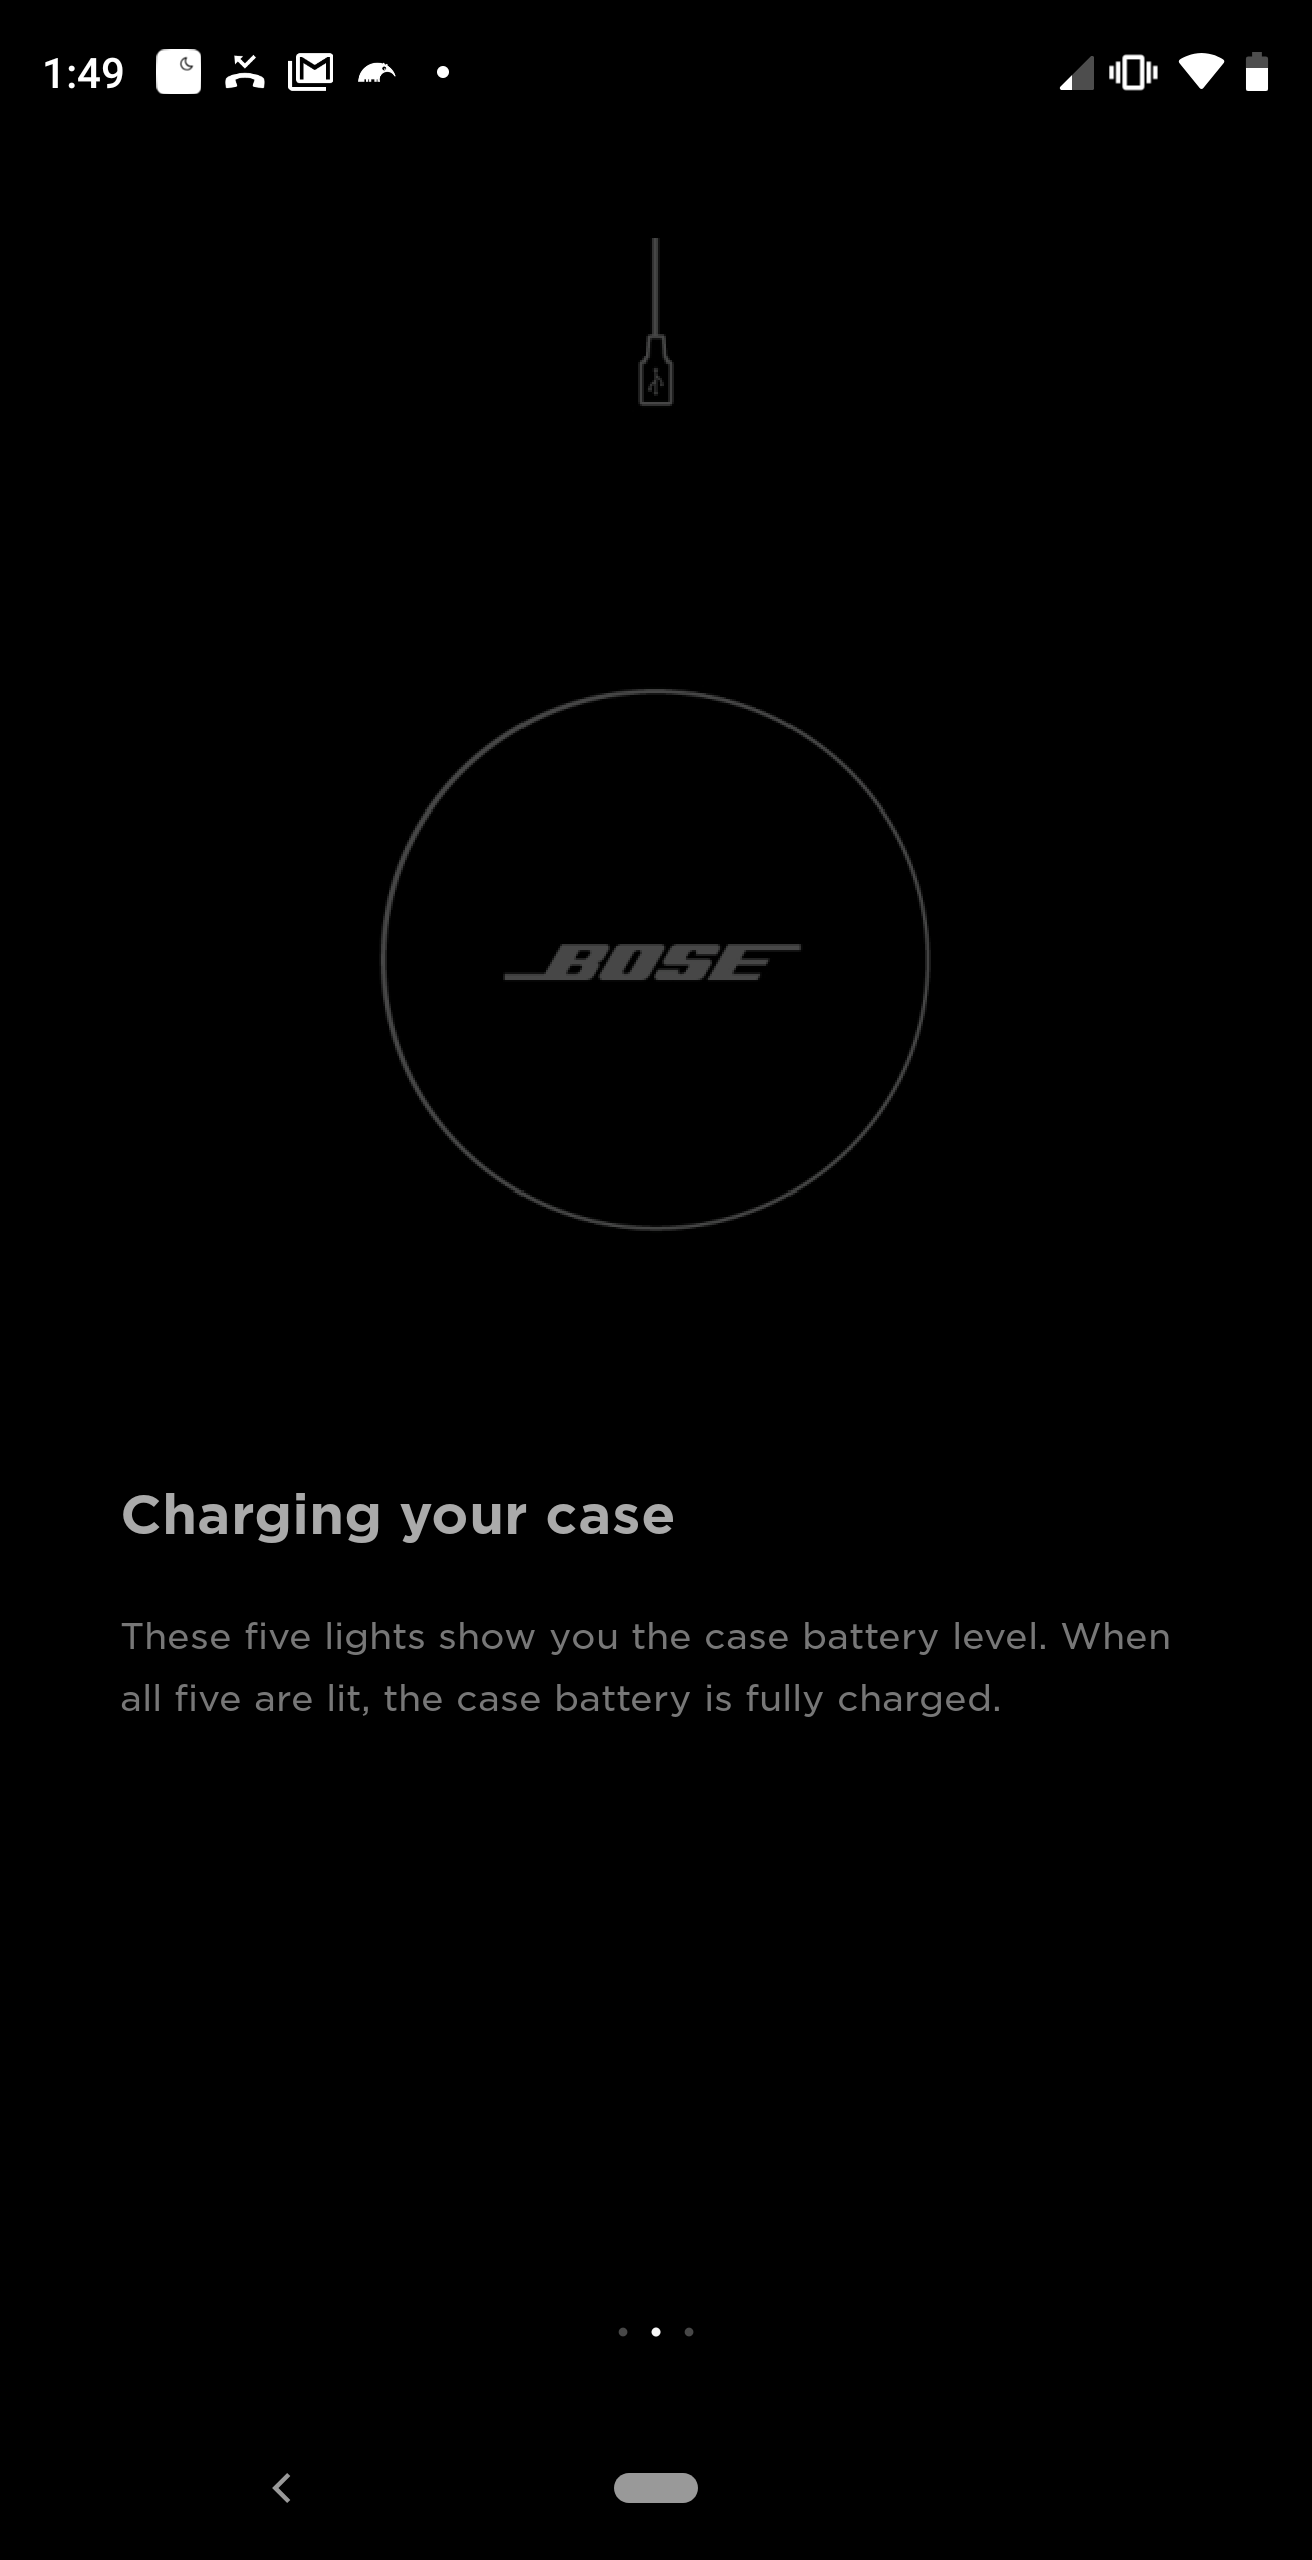 1:49
BOSE
Charging your case
These five lights show you the case battery level. When
all five are lit, the case battery is fully charged.